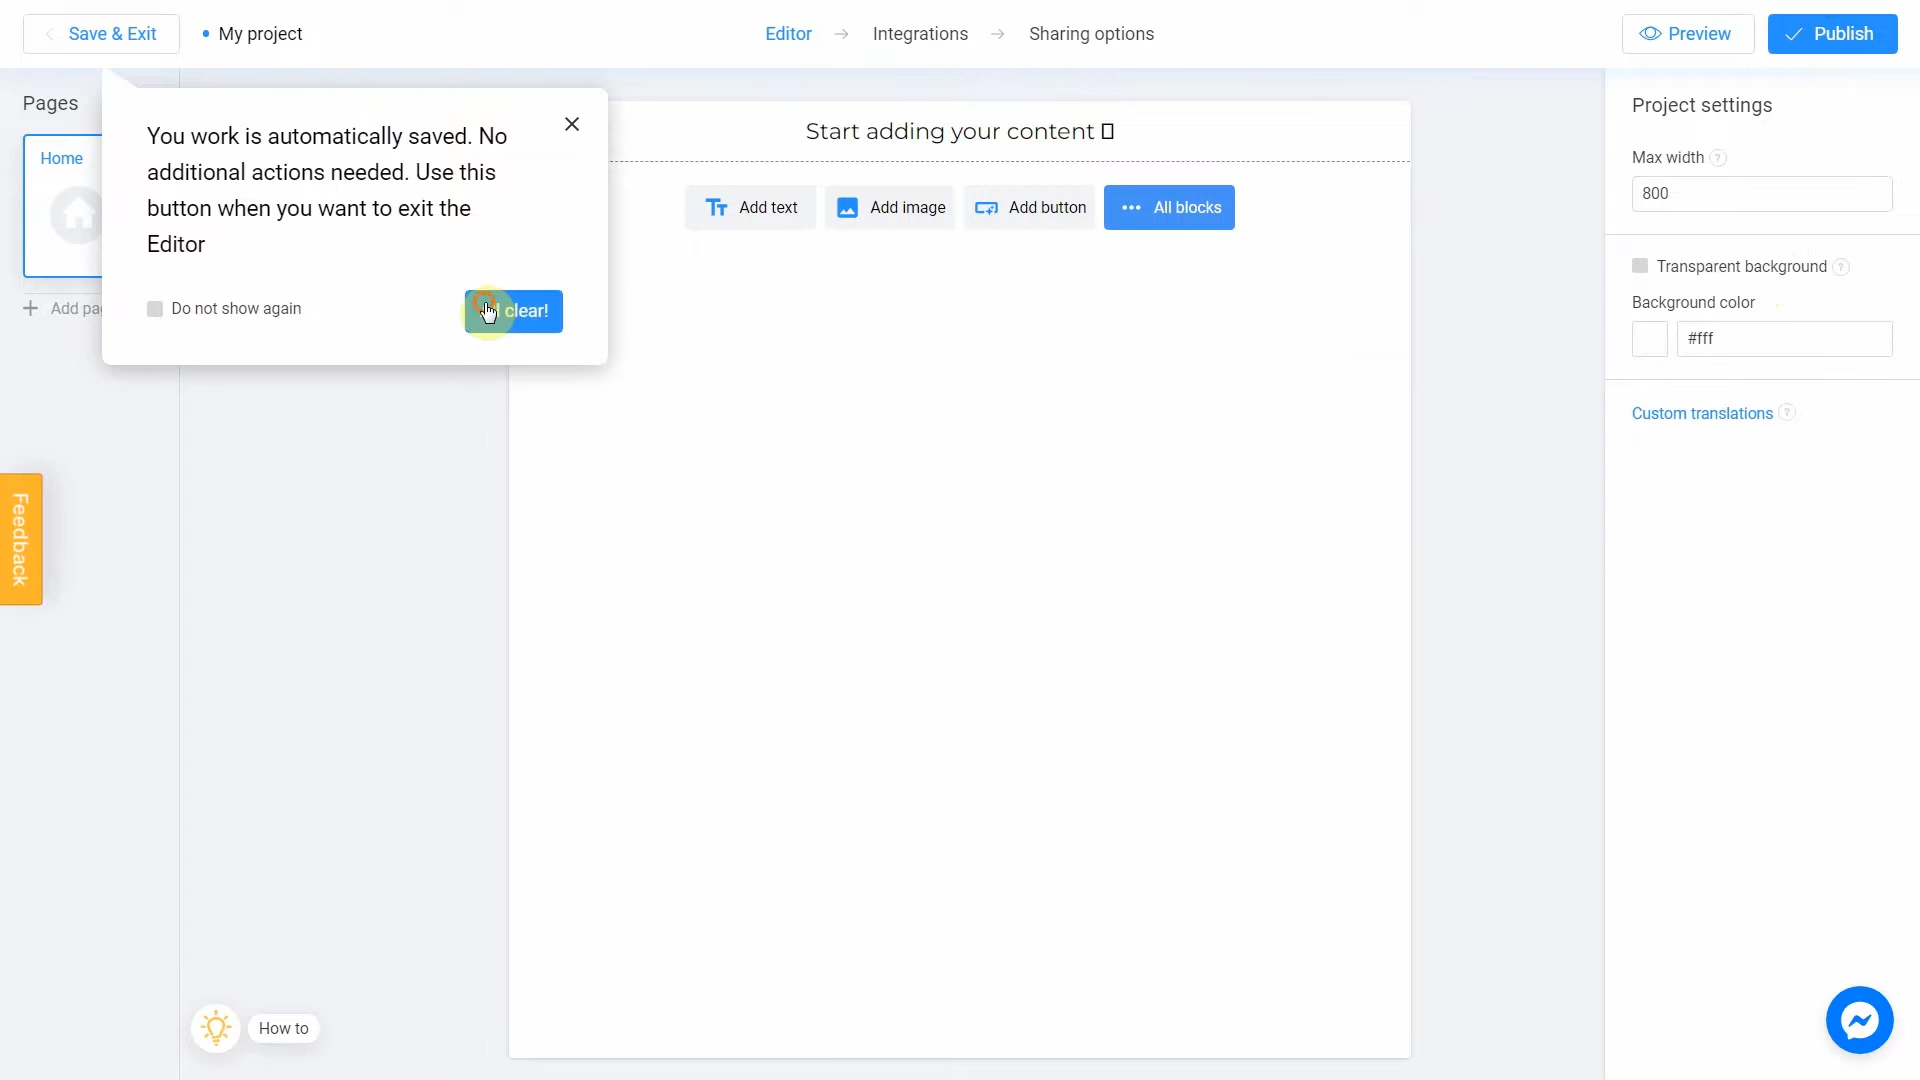 Save & Exit
My project
Editor
Integrations
Sharing options
Preview
Publish
Pages
Home
Add pa
You work is automatically saved. No
additional actions needed. Use this
button when you want to exit the
Editor
Do not show again
clear!
Start adding your content
Add text
Add image
Add button
All blocks
Project settings
Max width ?
800
Transparent background ?
Background color
#fff
Custom translations ?
Feedback
How to